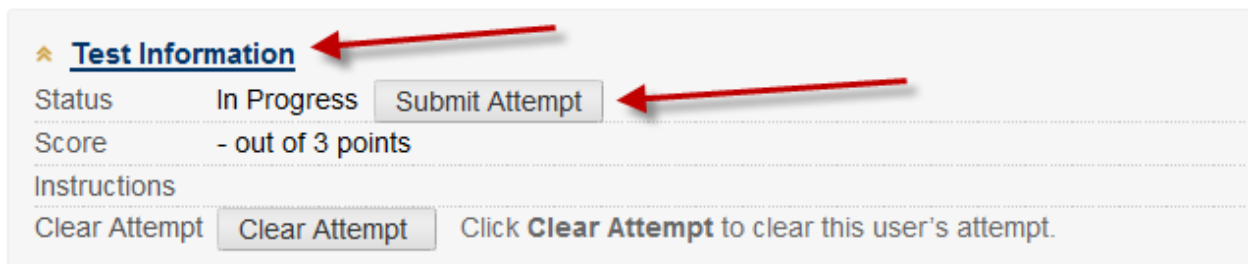 Test Information
Status In Progress Submit Attempt
Score - out of 3 points
Instructions
Clear Attempt Clear Attempt Click Clear Attempt to clear this user's attempt.